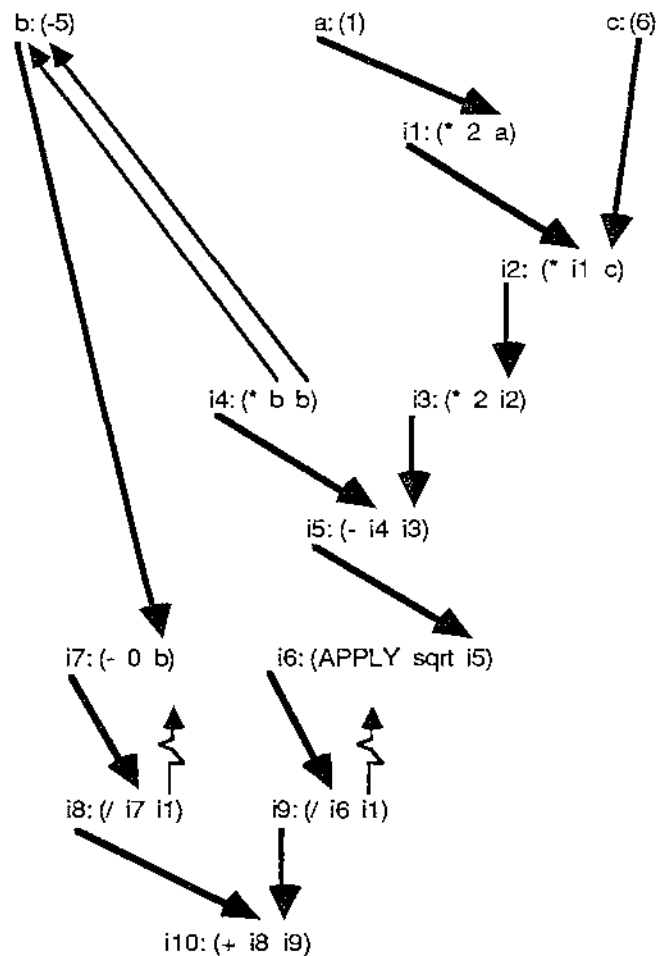 b: (-5) a: (1) c: (6)
i1: (* 2 a)
i2: (* i1 c)
i4: (* b b) i3: (* 2 i2)
i5: (- i4 i3)
i7: (- 0 b) i6: (APPLY sqrt i5)
i8: (/ i7 i1) i9: (/ i6 i1)
i10: (+ i8 i9)